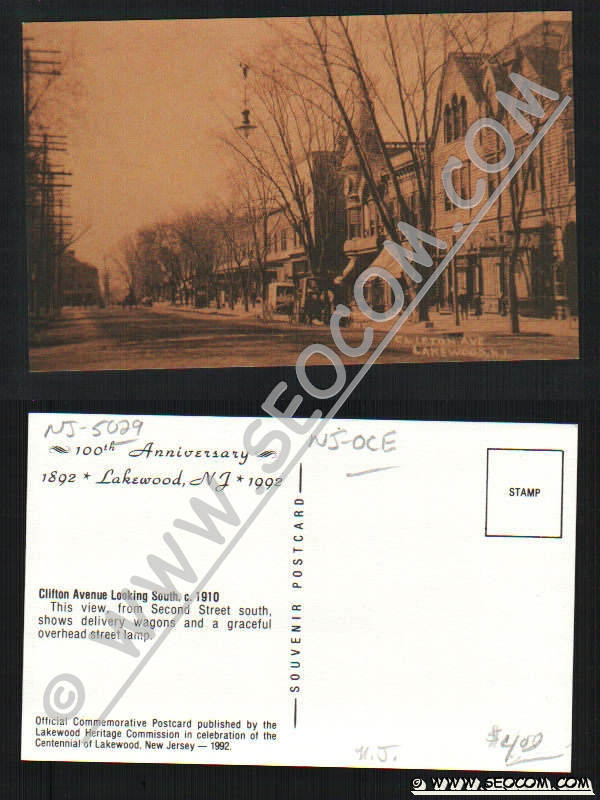 CLIFTON AVE
LAKEWOOD, N.J.
© WWW.SEOCOM.COM
NJ-5029
100th Anniversary
1892 * Lakewood, NJ * 1992
NJ-OCE
STAMP
SOUVENIR POSTCARD
Clifton Avenue Looking South, c. 1910
This view, from Second Street south,
shows delivery wagons and a graceful
overhead street lamp.
Official Commemorative Postcard published by the
Lakewood Heritage Commission in celebration of the
Centennial of Lakewood, New Jersey — 1992.
N.J.
$4.00
© WWW.SEOCOM.COM